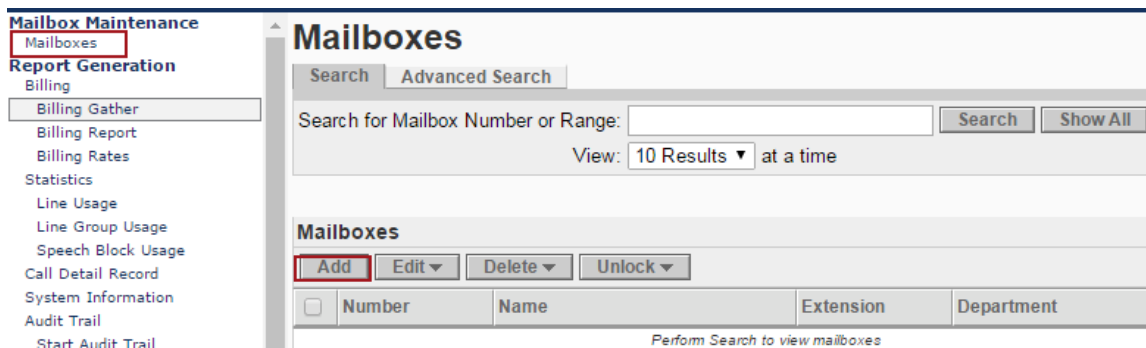 Mailbox Maintenance
Mailboxes
Report Generation
Billing
Billing Gather
Billing Report
Billing Rates
Statistics
Line Usage
Line Group Usage
Speech Block Usage
Call Detail Record
System Information
Audit Trail
Start Audit Trail
Mailboxes
Search Advanced Search
Search for Mailbox Number or Range: Search Show All
View: 10 Results at a time
Mailboxes
Add Edit Delete Unlock
Number Name Extension Department
Perform Search to view mailboxes